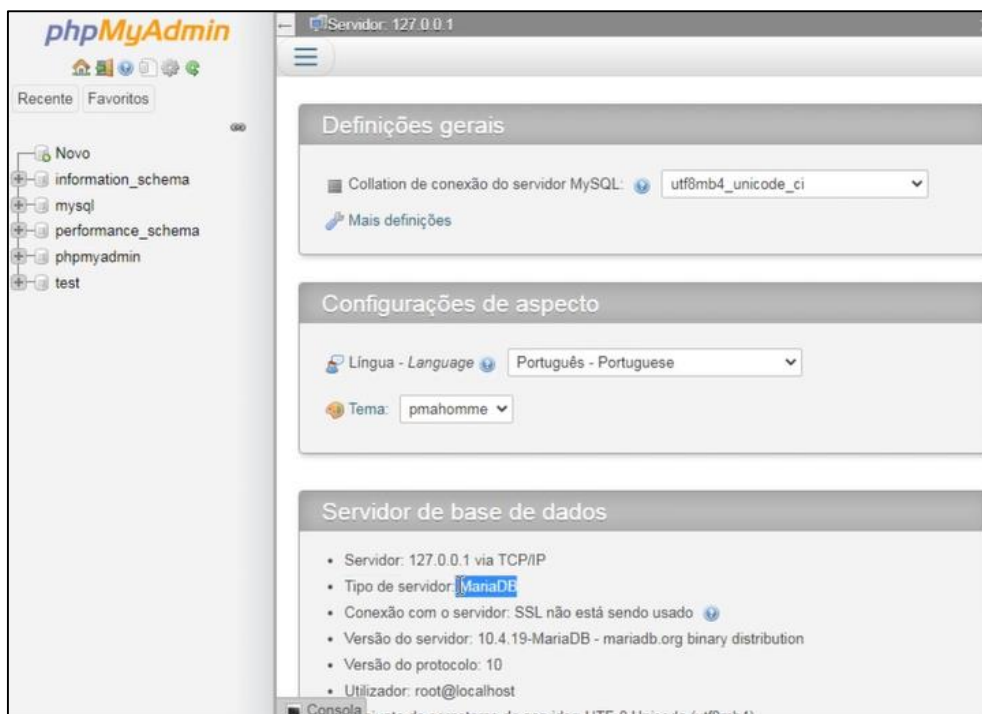 phpMyAdmin
Recente Favoritos
Novo
information_schema
mysql
performance_schema
phpmyadmin
test
Servidor: 127.0.0.1
Definições gerais
Collation de conexão do servidor MySQL: utf8mb4_unicode_ci
Mais definições
Configurações de aspecto
Língua - Language Português - Portuguese
Tema: pmahomme
Servidor de base de dados
Servidor: 127.0.0.1 via TCP/IP
Tipo de servidor: MariaDB
Conexão com o servidor: SSL não está sendo usado
Versão do servidor: 10.4.19-MariaDB - mariadb.org binary distribution
Versão do protocolo: 10
Utilizador: root@localhost
Consola